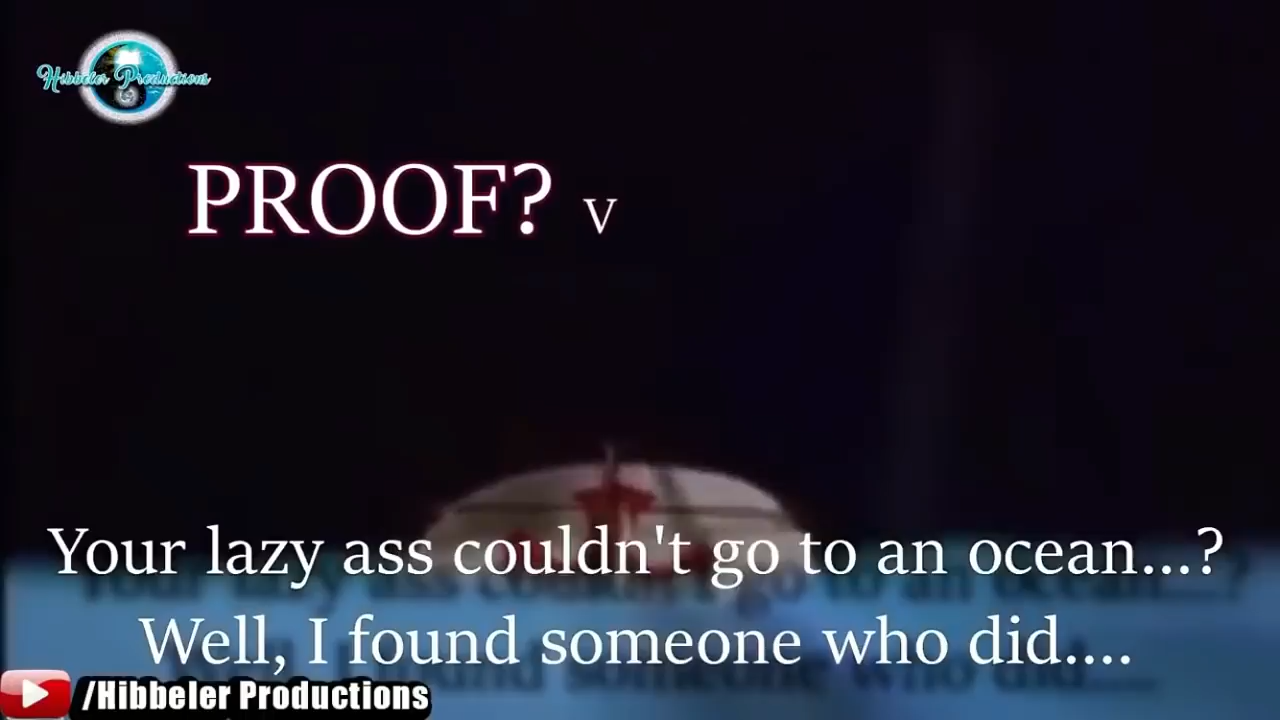 Hibbeler Productions
PROOF? v
Your lazy ass couldn't go to an ocean...?
Well, I found someone who did....
/Hibbeler Productions